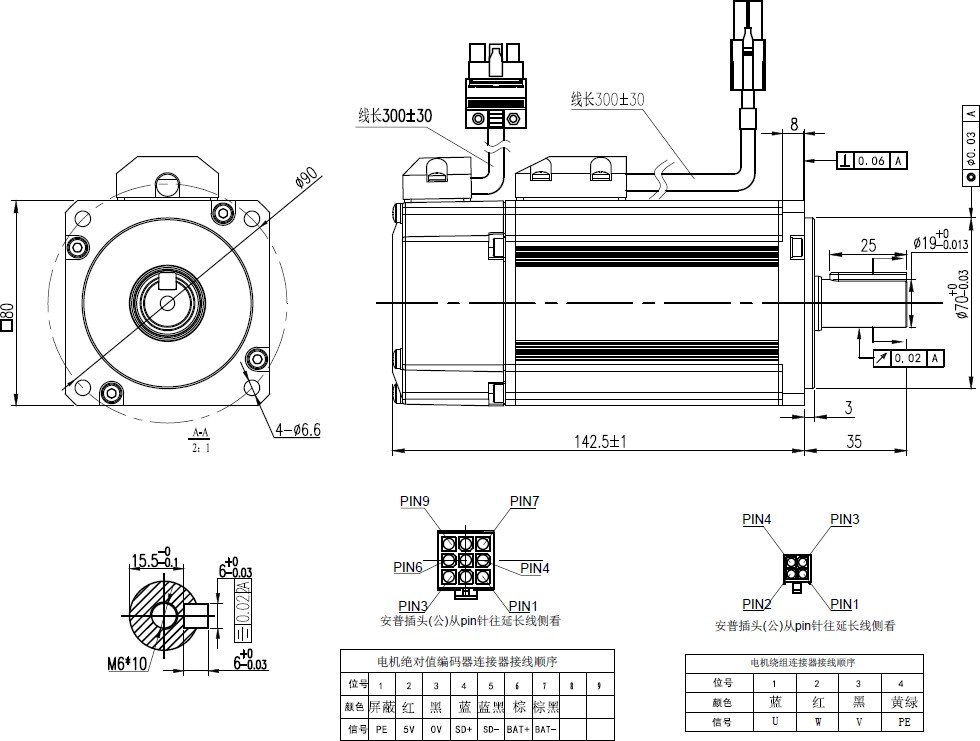 线长300±30
线长300±30
8
⊥ 0.06 A
◎ ⌀0.03 A
ø90
□80
25
ø19+0-0.013
ø70+0-0.03
↗ 0.02 A
4-ø6.6
A-A
2:1
142.5±1
3
35
15.5-0-0.1
6+0-0.03
0.02 A
M6*10
6+0-0.03
PIN9 PIN7
PIN6 PIN4
PIN3 PIN1
安普插头(公)从pin针往延长线侧看
PIN4 PIN3
PIN2 PIN1
安普插头(公)从pin针往延长线侧看
电机绝对值编码器连接器接线顺序
位号 1 2 3 4 5 6 7 8 9
颜色 屏蔽 红 黑 蓝 蓝黑 棕 棕黑
信号 PE 5V 0V SD+ SD- BAT+ BAT-
电机绕组连接器接线顺序
位号 1 2 3 4
颜色 蓝 红 黑 黄绿
信号 U W V PE